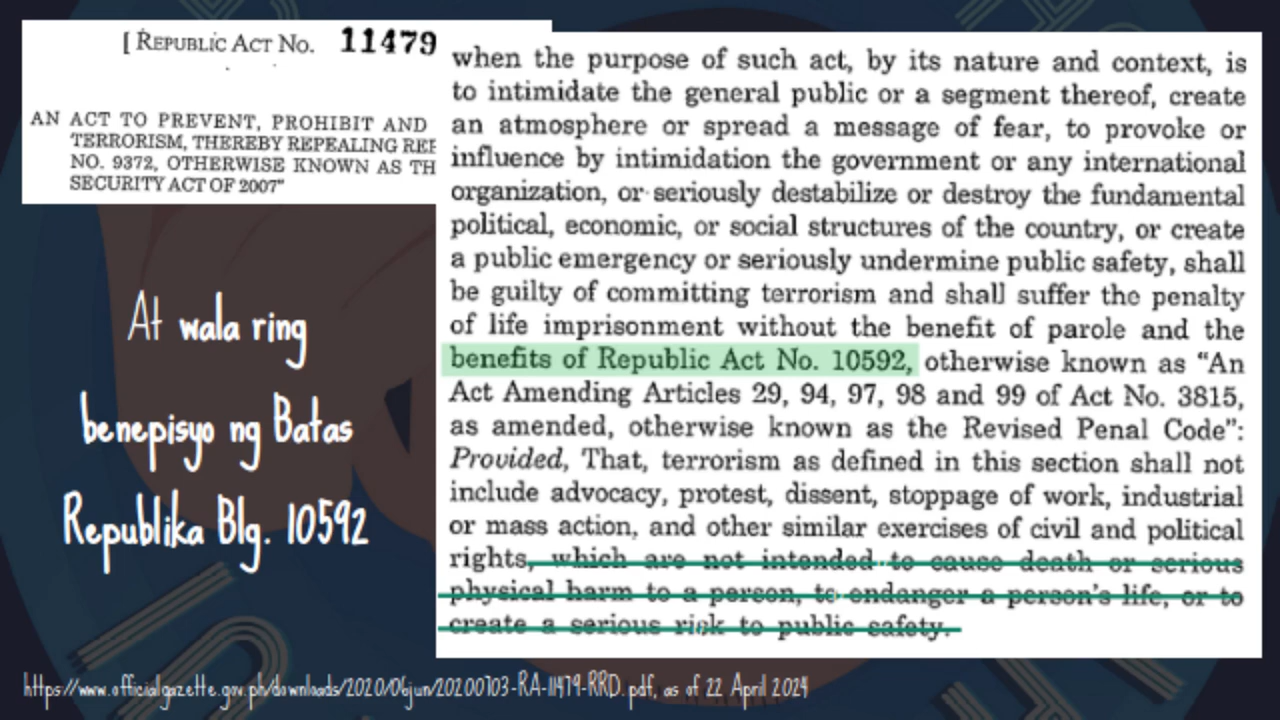 [ REPUBLIC ACT NO. 11479
AN ACT TO PREVENT, PROHIBIT AND
TERRORISM, THEREBY REPEALING
NO. 9372, OTHERWISE KNOWN AS
SECURITY ACT OF 2007"
when the purpose of such act, by its nature and context, is
to intimidate the general public or a segment thereof, create
an atmosphere or spread a message of fear, to provoke or
influence by intimidation the government or any international
organization, or seriously destabilize or destroy the fundamental
political, economic, or social structures of the country, or create
a public emergency or seriously undermine public safety, shall
be guilty of committing terrorism and shall suffer the penalty
of life imprisonment without the benefit of parole and the
benefits of Republic Act No. 10592, otherwise known as “An
Act Amending Articles 29, 94, 97, 98 and 99 of Act No. 3815,
as amended, otherwise known as the Revised Penal Code”:
Provided, That, terrorism as defined in this section shall not
include advocacy, protest, dissent, stoppage of work, industrial
or mass action, and other similar exercises of civil and political
rights, which are not intended to cause death or serious
physical harm to a person, to endanger a person’s life, or to
create a serious risk to public safety.
At wala ring
benepisyo ng Batas
Republika Blg. 10592
https://www.officialgazette.gov.ph/downloads/2020/06jun/20200703-RA-11479-RRD.pdf, as of 22 April 2024